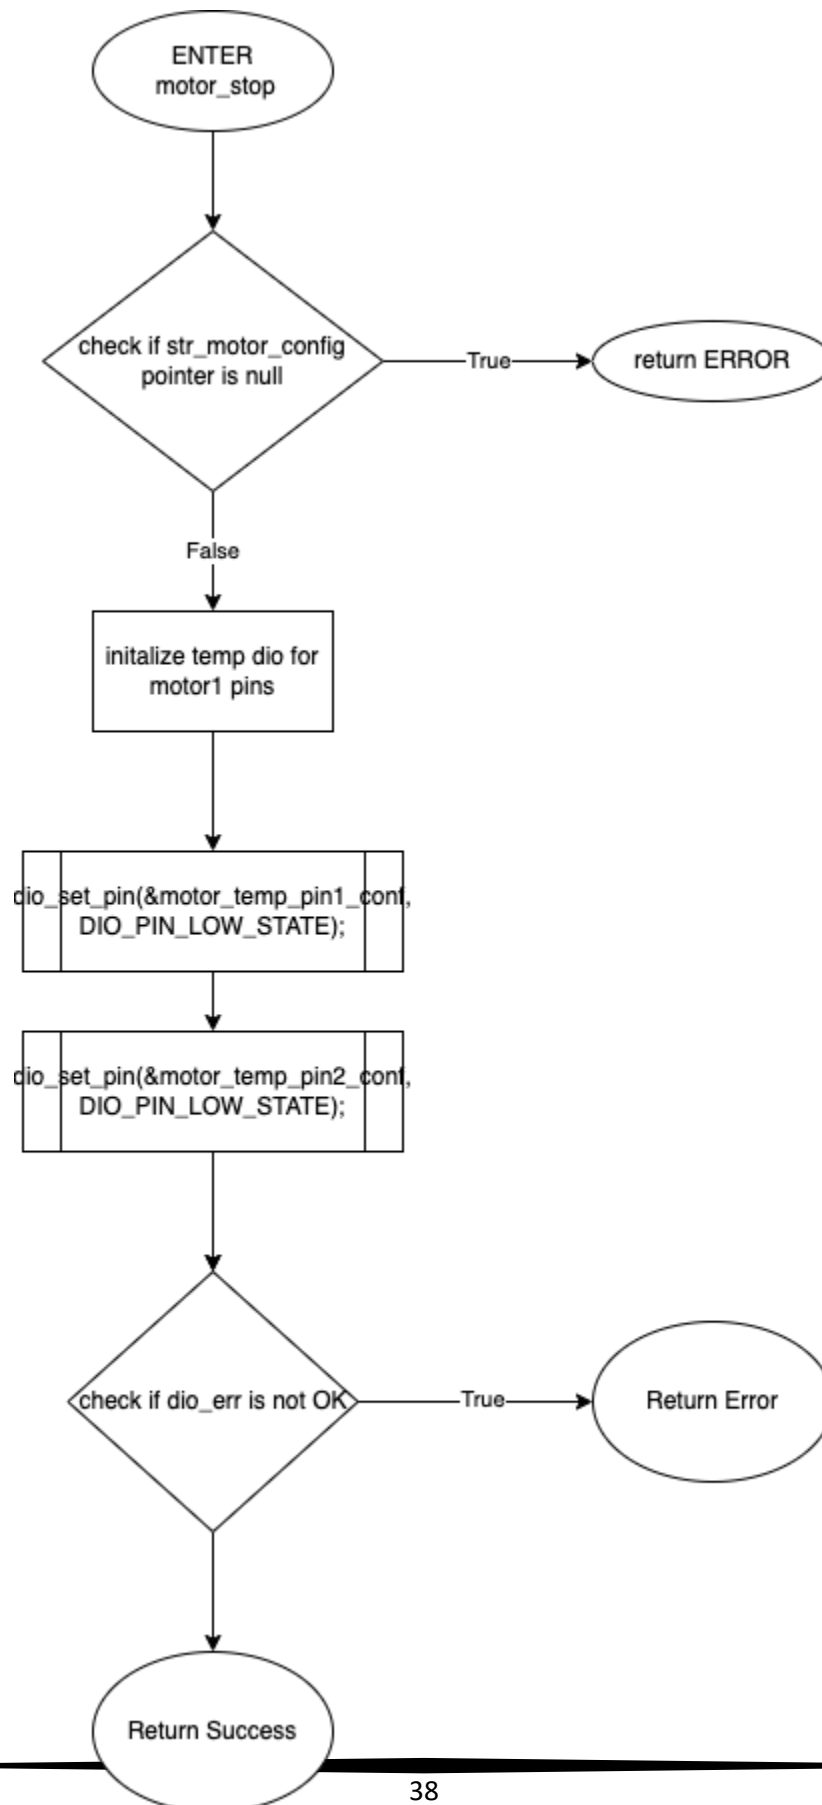 ENTER
motor_stop
check if str_motor_config
pointer is null
True
return ERROR
False
initalize temp dio for
motor1 pins
dio_set_pin(&motor_temp_pin1_conf,
DIO_PIN_LOW_STATE);
dio_set_pin(&motor_temp_pin2_conf,
DIO_PIN_LOW_STATE);
check if dio_err is not OK
True
Return Error
Return Success
38